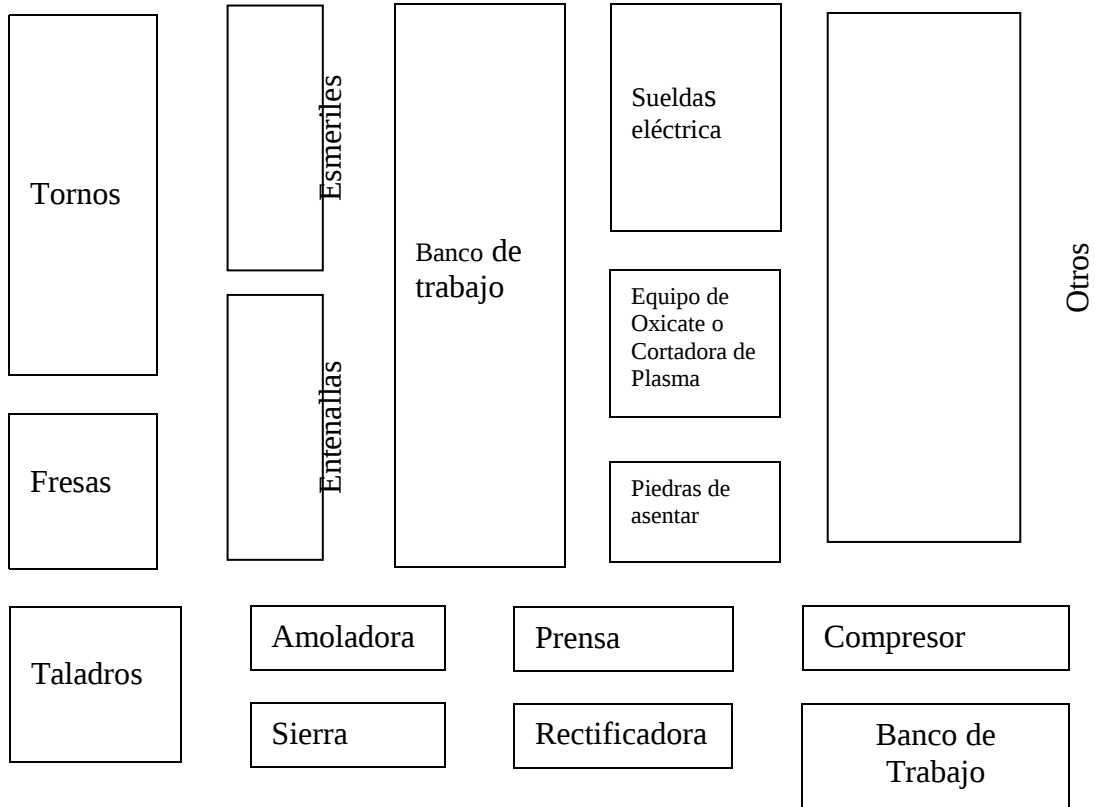 Tornos
Fresas
Taladros
Esmeriles
Entenallas
Banco de
trabajo
Sueldas
eléctrica
Equipo de
Oxicate o
Cortadora de
Plasma
Piedras de
asentar
Otros
Amoladora
Prensa
Compresor
Sierra
Rectificadora
Banco de
Trabajo